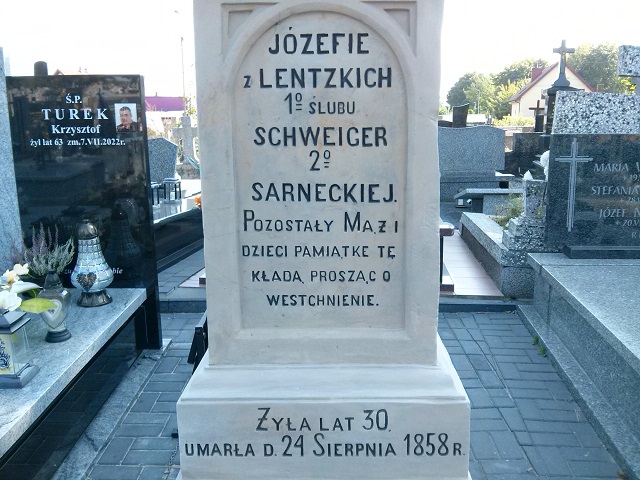 JÓZEFIE
z LENTZKICH
1º ŚLUBU
SCHWEIGER
2º
SARNECKIEJ.
POZOSTAŁY MĄŻ I
DZIECI PAMIĄTKĘ TĘ
KŁADĄ, PROSZĄC O
WESTCHNIENIE.
ŻYŁA LAT 30.
UMARŁA D. 24 SIERPNIA 1858 R.
Ś.P.
TUREK
Krzysztof
żył lat 63 zm.7.VII.2022r.
MARIA
STEFANIA
JÓZEF